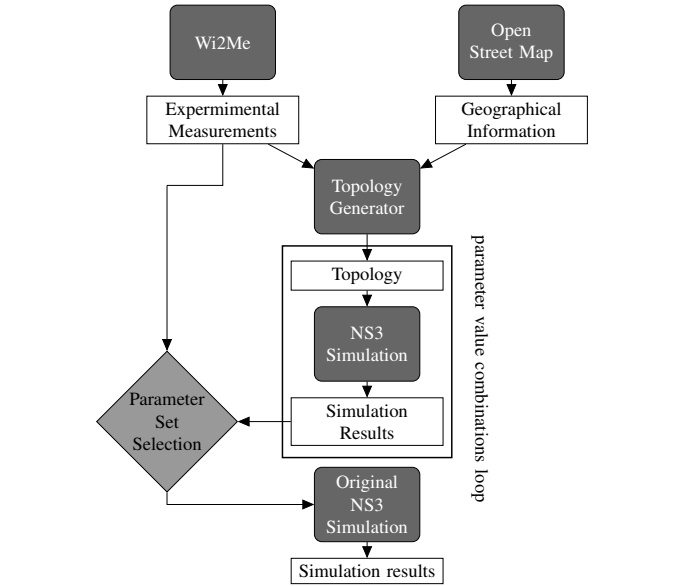 Wi2Me
Open
Street Map
Expermimental
Measurements
Geographical
Information
Topology
Generator
Topology
NS3
Simulation
Simulation
Results
parameter value combinations loop
Parameter
Set
Selection
Original
NS3
Simulation
Simulation results